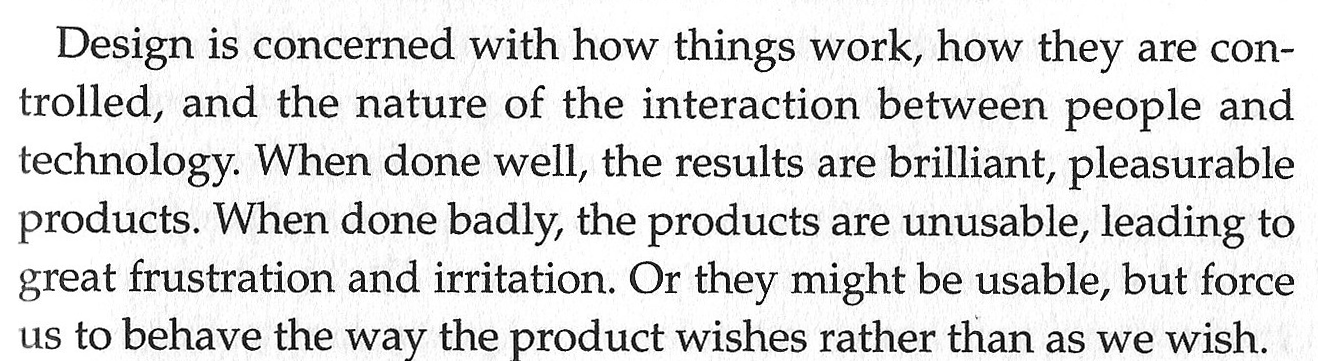 Design is concerned with how things work, how they are con-
trolled, and the nature of the interaction between people and
technology. When done well, the results are brilliant, pleasurable
products. When done badly, the products are unusable, leading to
great frustration and irritation. Or they might be usable, but force
us to behave the way the product wishes rather than as we wish.